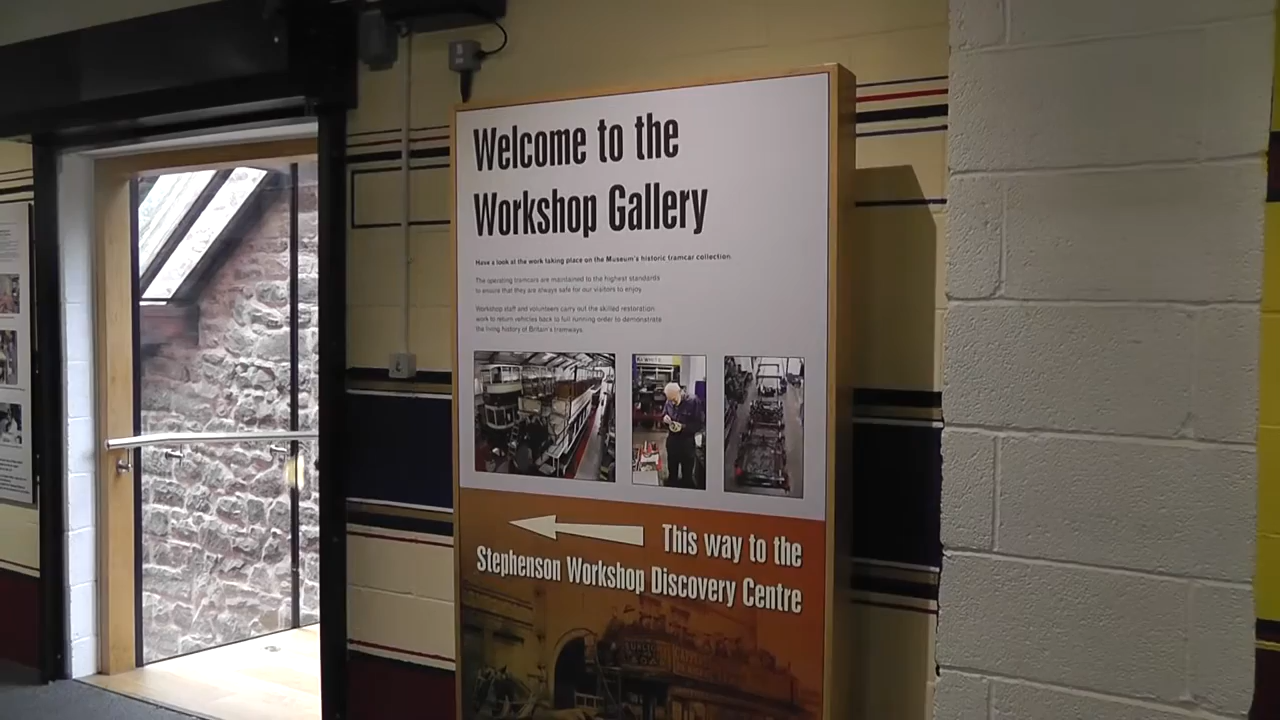 Welcome to the
Workshop Gallery
Have a look at the work taking place on the Museum's historic tramcar collection.
The operating tramcars are maintained to the highest standards
to ensure that they are always safe for our visitors to enjoy.
Workshop staff and volunteers carry out the skilled restoration
work to return vehicles back to full running order to demonstrate
the living history of Britain's tramways.
This way to the
Stephenson Workshop Discovery Centre